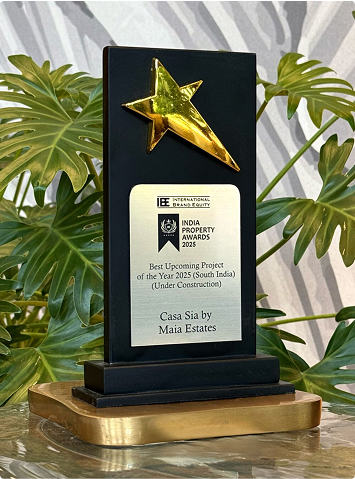 IBE INTERNATIONAL
BRAND EQUITY
INDIA
PROPERTY
AWARDS
2025
Best Upcoming Project
of the Year 2025 (South India)
(Under Construction)
Casa Sia by
Maia Estates